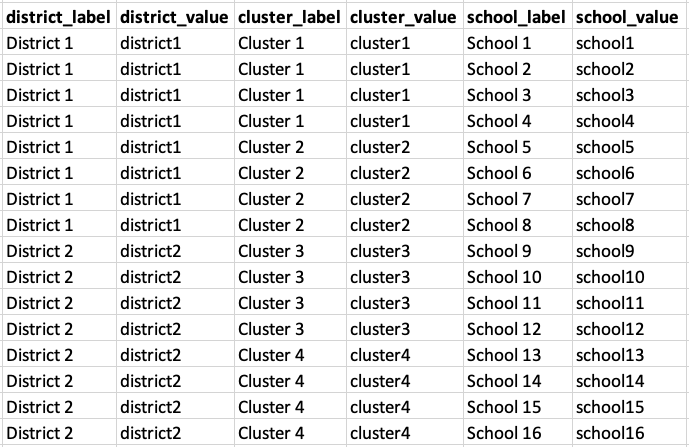 district_label district_value cluster_label cluster_value school_label school_value
District 1 district1 Cluster 1 cluster1 School 1 school1
District 1 district1 Cluster 1 cluster1 School 2 school2
District 1 district1 Cluster 1 cluster1 School 3 school3
District 1 district1 Cluster 1 cluster1 School 4 school4
District 1 district1 Cluster 2 cluster2 School 5 school5
District 1 district1 Cluster 2 cluster2 School 6 school6
District 1 district1 Cluster 2 cluster2 School 7 school7
District 1 district1 Cluster 2 cluster2 School 8 school8
District 2 district2 Cluster 3 cluster3 School 9 school9
District 2 district2 Cluster 3 cluster3 School 10 school10
District 2 district2 Cluster 3 cluster3 School 11 school11
District 2 district2 Cluster 3 cluster3 School 12 school12
District 2 district2 Cluster 4 cluster4 School 13 school13
District 2 district2 Cluster 4 cluster4 School 14 school14
District 2 district2 Cluster 4 cluster4 School 15 school15
District 2 district2 Cluster 4 cluster4 School 16 school16